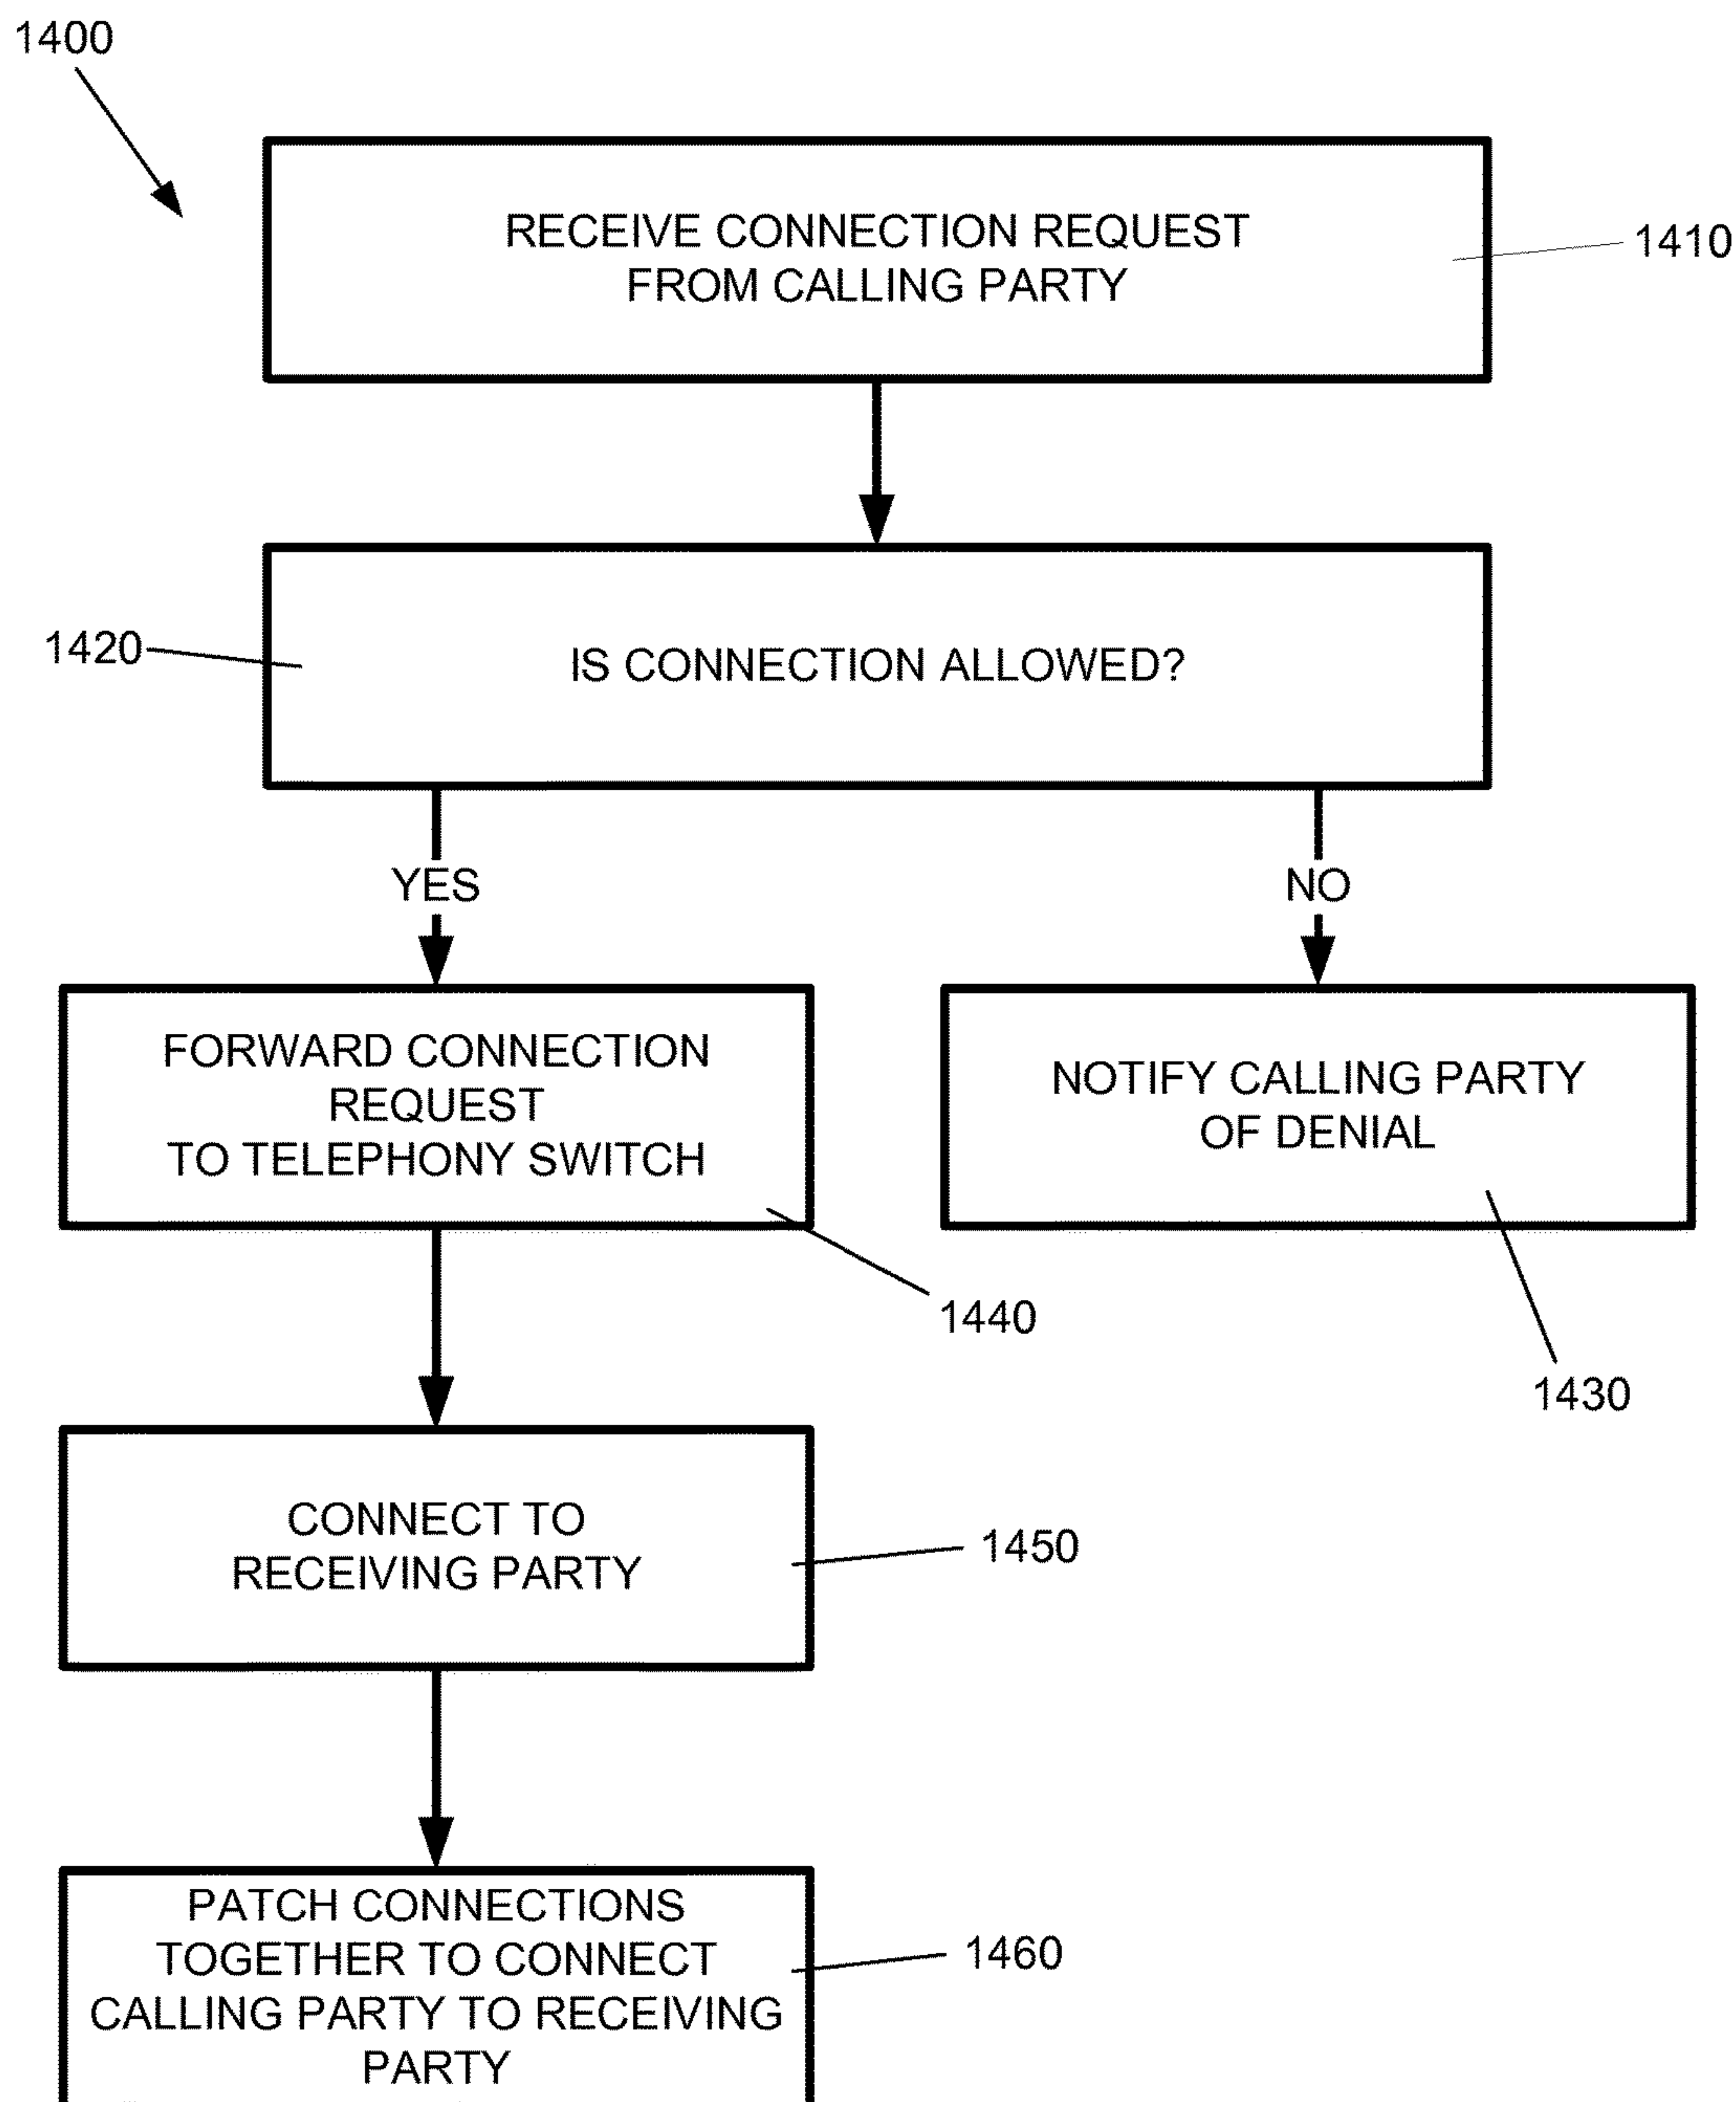 1400
RECEIVE CONNECTION REQUEST
FROM CALLING PARTY
1410
1420
IS CONNECTION ALLOWED?
YES
NO
FORWARD CONNECTION
REQUEST
TO TELEPHONY SWITCH
1440
NOTIFY CALLING PARTY
OF DENIAL
1430
CONNECT TO
RECEIVING PARTY
1450
PATCH CONNECTIONS
TOGETHER TO CONNECT
CALLING PARTY TO RECEIVING
PARTY
1460